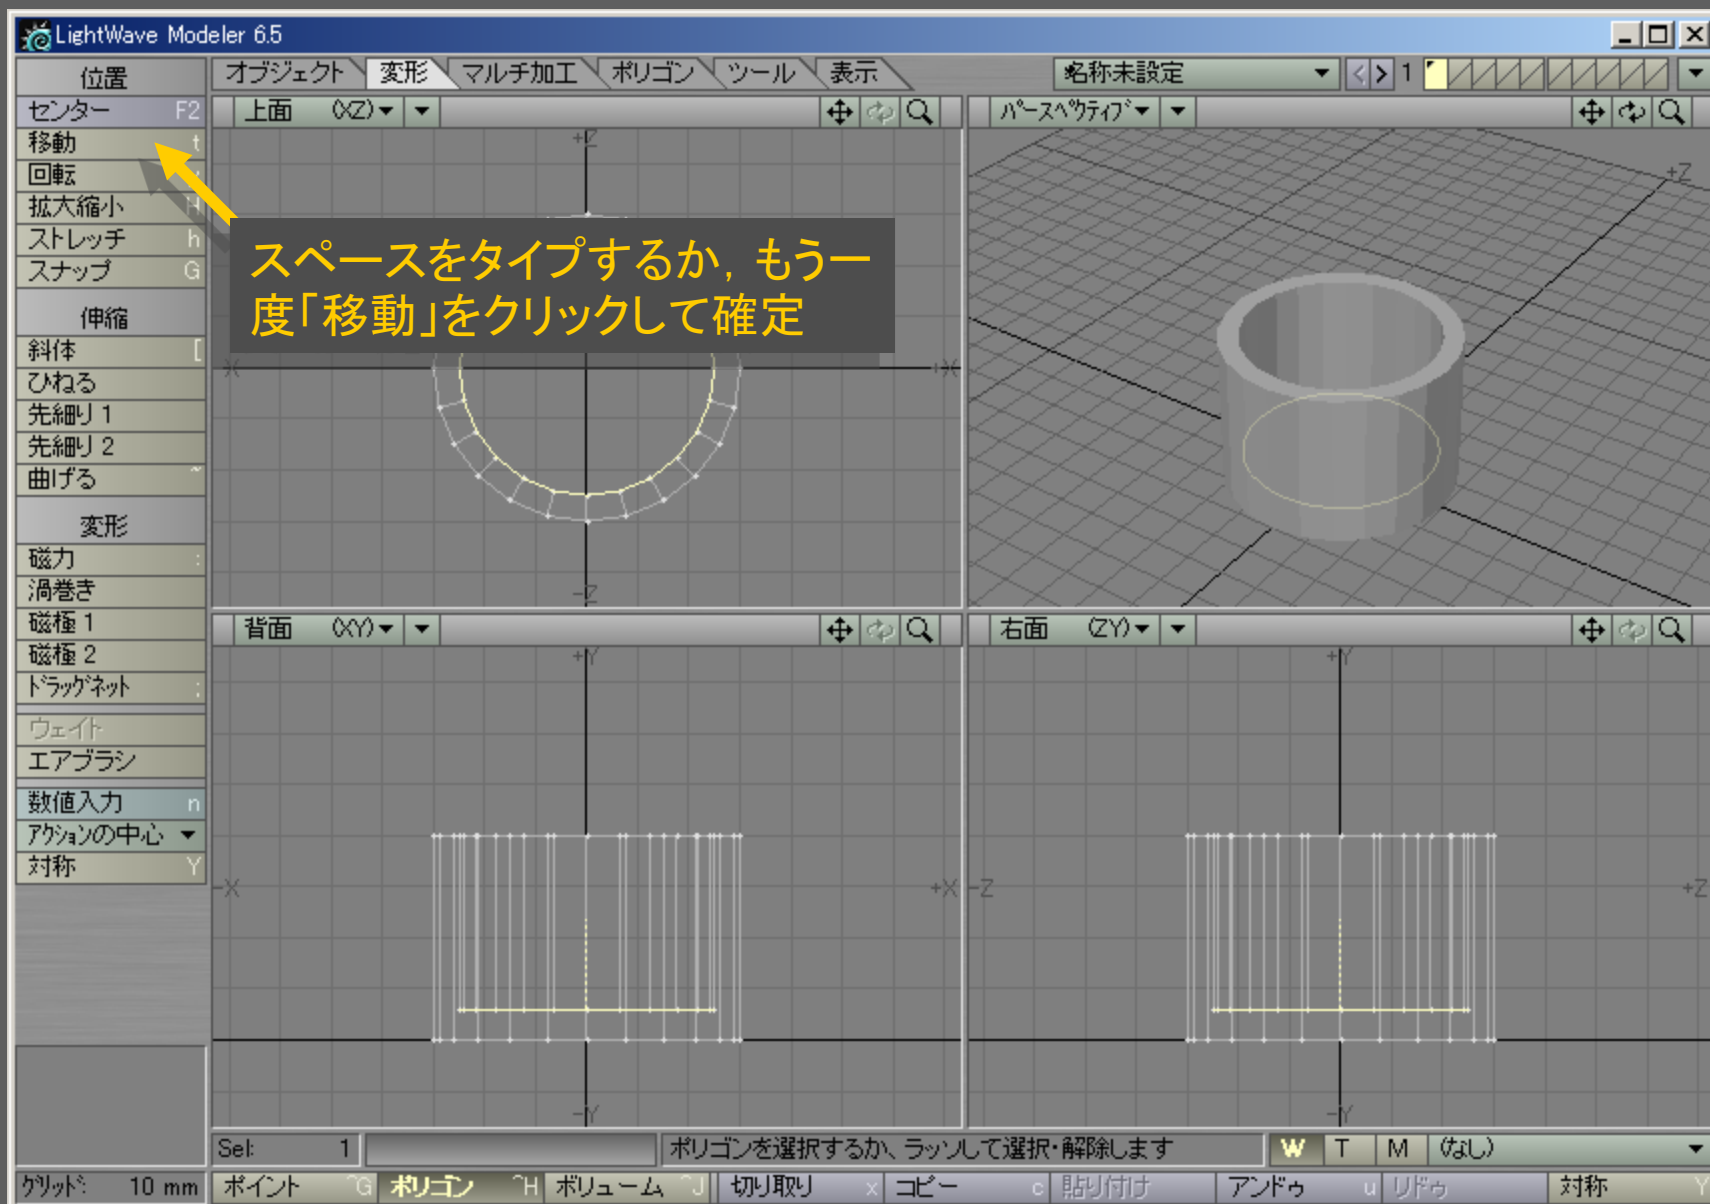 LightWave Modeler 6.5
位置
オブジェクト
変形
マルチ加工
ポリゴン
ツール
表示
名称未設定
< > 1
センター F2
移動 t
回転
拡大縮小 H
ストレッチ h
スナップ G
伸縮
斜体 [
ひねる
先細り 1
先細り 2
曲げる ~
変形
磁力 :
渦巻き
磁極 1
磁極 2
ドラッグネット ;
ウェイト
エアブラシ
数値入力 n
アクションの中心
対称 Y
上面 (XZ)
+Z
-X
+X
-Z
パースペクティブ
+Z
スペースをタイプするか, もう一
度「移動」をクリックして確定
背面 (XY)
+Y
-X
+X
-Y
右面 (ZY)
+Y
-Z
+Z
-Y
Sel: 1
ポリゴンを選択するか、ラッソして選択・解除します
W T M (なし)
グリッド: 10 mm
ポイント ^G
ポリゴン ^H
ボリューム ^J
切り取り x
コピー c
貼り付け
アンドゥ u
リドゥ
対称 Y